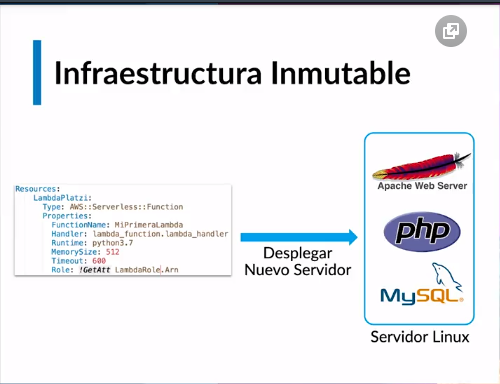 Infraestructura Inmutable
Resources:
LambdaPlatzi:
Type: AWS::Serverless::Function
Properties:
FunctionName: MiPrimeraLambda
Handler: lambda_function.lambda_handler
Runtime: python3.7
MemorySize: 512
Timeout: 600
Role: !GetAtt LambdaRole.Arn
Desplegar
Nuevo Servidor
Apache Web Server
php
MySQL®
Servidor Linux